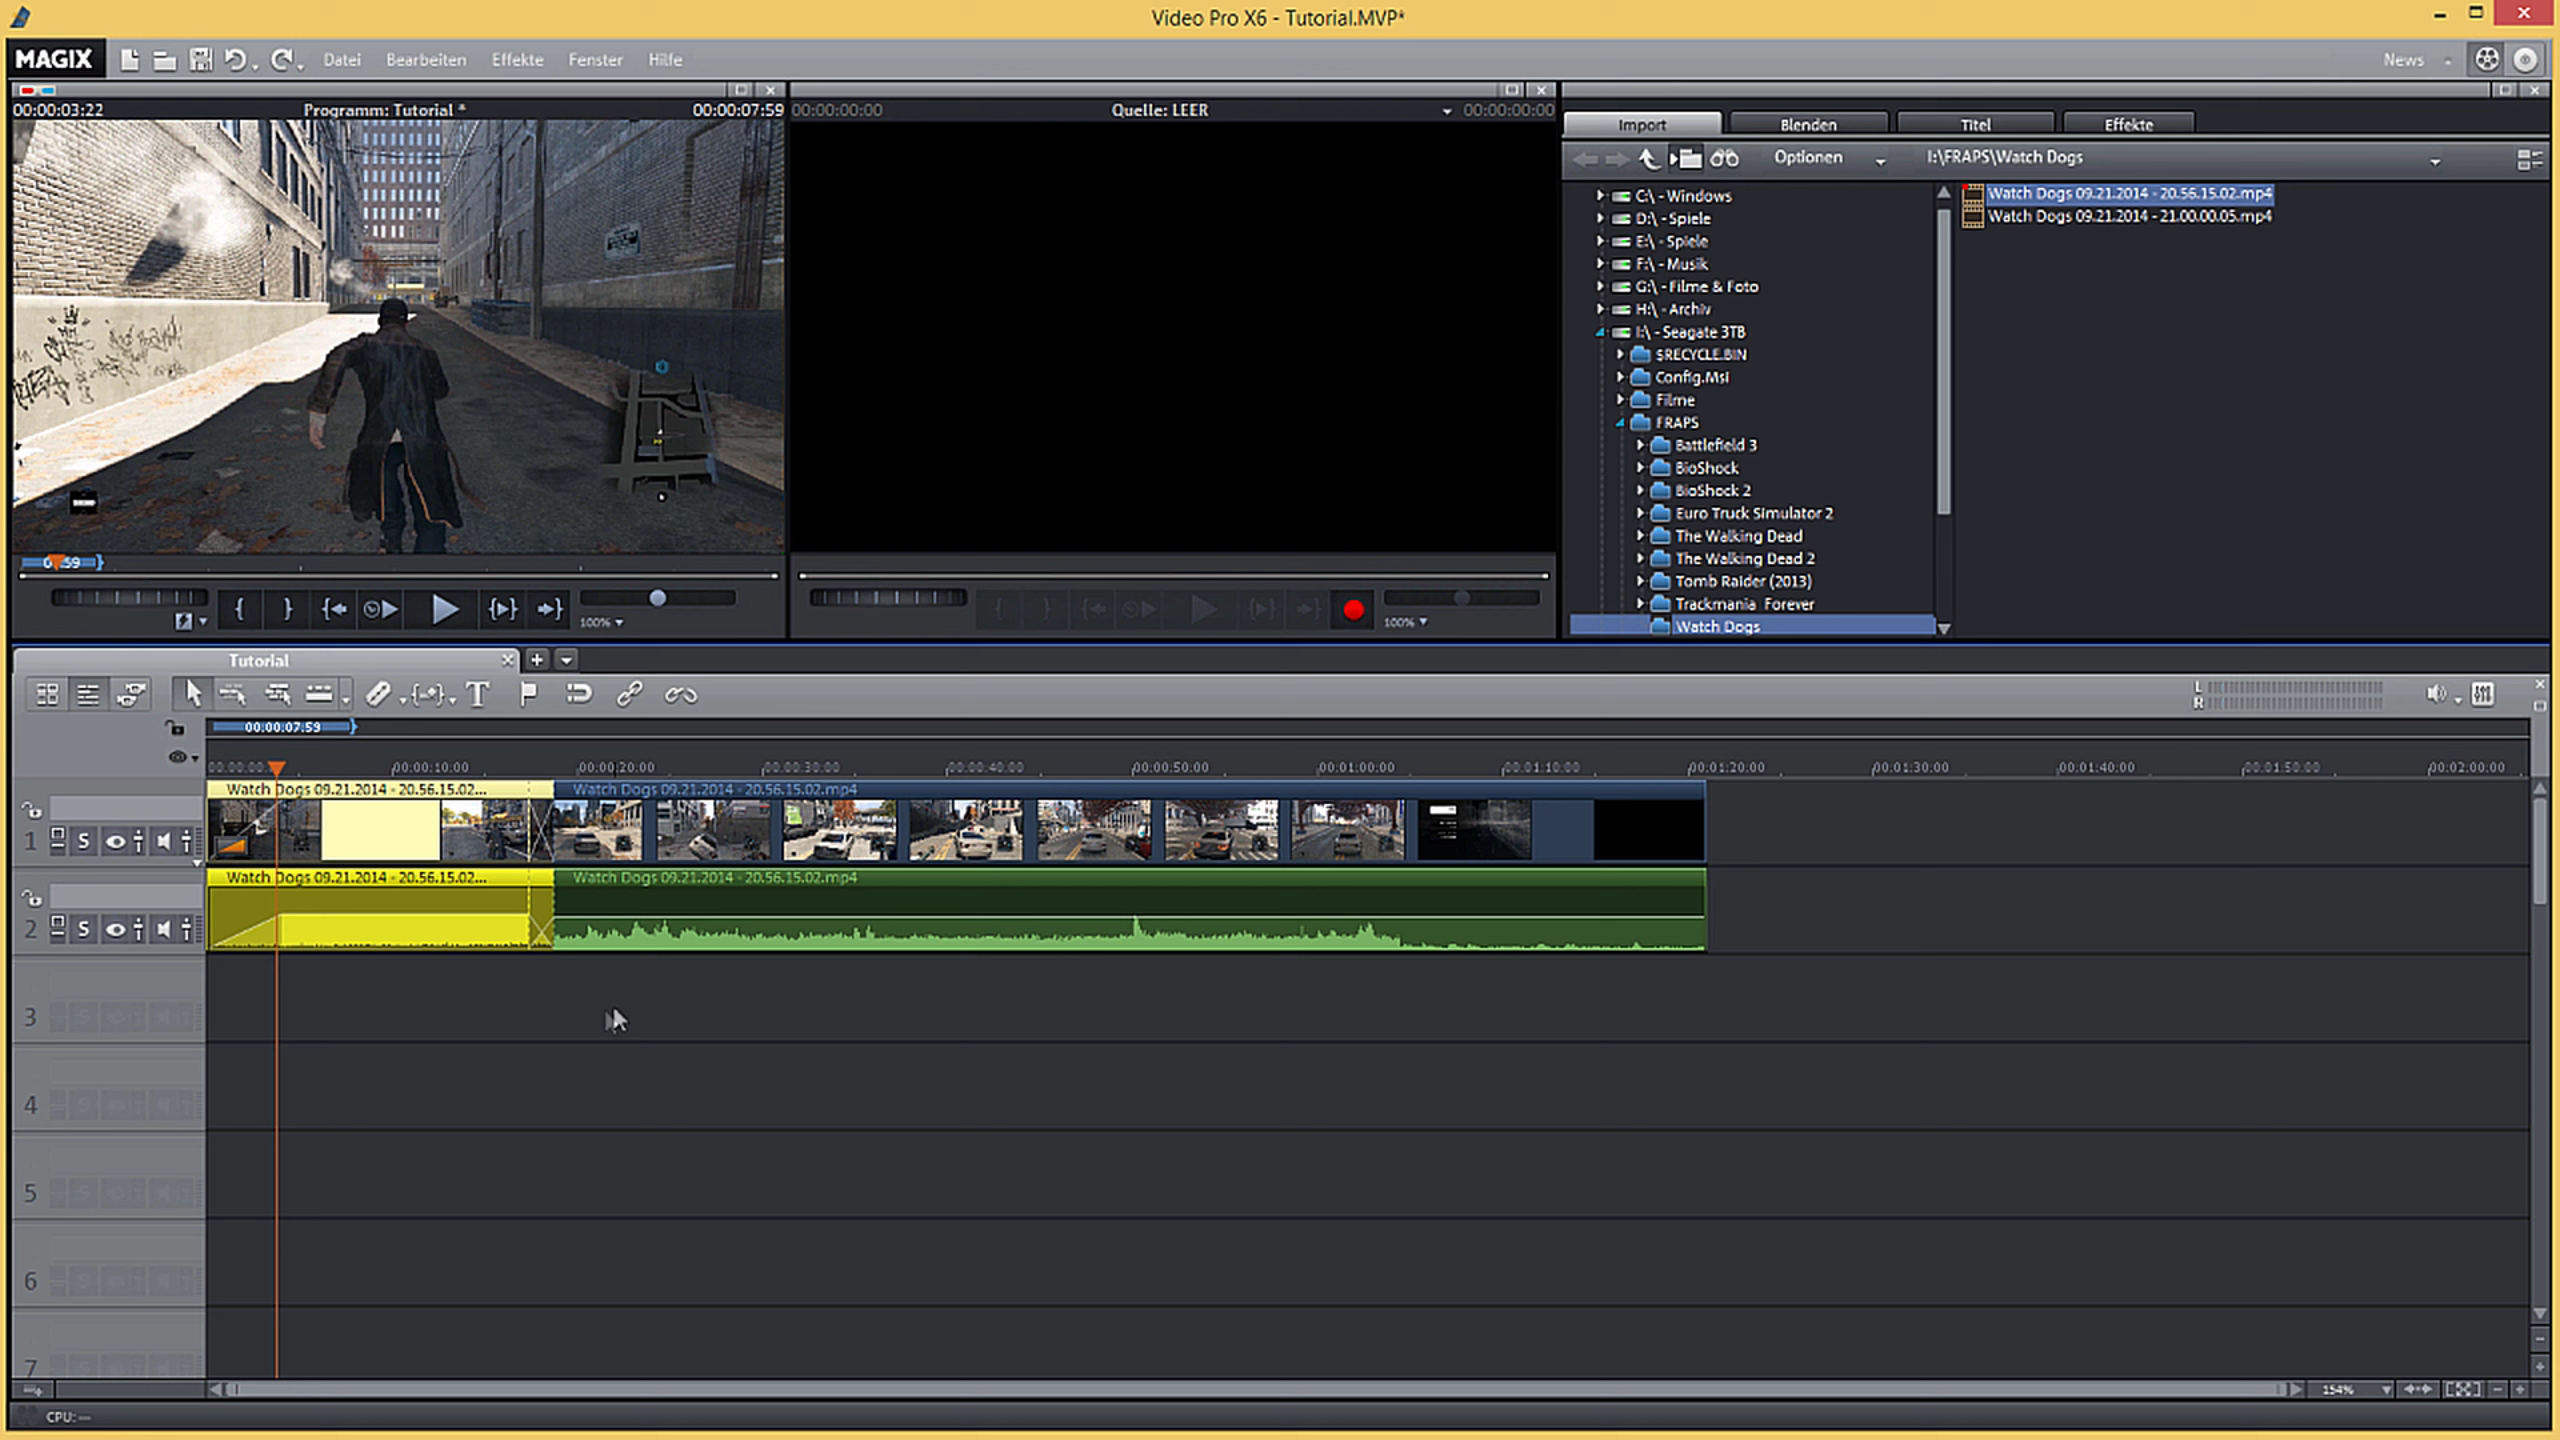 Video Pro X6 - Tutorial.MVP*
MAGIX Datei Bearbeiten Effekte Fenster Hilfe News
00:00:03:22 Programm: Tutorial * 00:00:07:59
00:00:00:00 Quelle: LEER 00:00:00:00
Import Blenden Titel Effekte
Optionen I:\FRAPS\Watch Dogs
C:\ - Windows
D:\ - Spiele
E:\ - Spiele
F:\ - Musik
G:\ - Filme & Foto
H:\ - Archiv
I:\ - Seagate 3TB
$RECYCLE.BIN
Config.Msi
Filme
FRAPS
Battlefield 3
BioShock
BioShock 2
Euro Truck Simulator 2
The Walking Dead
The Walking Dead 2
Tomb Raider (2013)
Trackmania Forever
Watch Dogs
Watch Dogs 09.21.2014 - 20.56.15.02.mp4
Watch Dogs 09.21.2014 - 21.00.00.05.mp4
100%
100%
Tutorial
L
R
00:00:07:59
00:00:10:00 00:00:20:00 00:00:30:00 00:00:40:00 00:00:50:00 00:01:00:00 00:01:10:00 00:01:20:00 00:01:30:00 00:01:40:00 00:01:50:00 00:02:00:00
Watch Dogs 09.21.2014 - 20.56.15.02... Watch Dogs 09.21.2014 - 20.56.15.02.mp4
1 S
Watch Dogs 09.21.2014 - 20.56.15.02... Watch Dogs 09.21.2014 - 20.56.15.02.mp4
2 S
3 S
4 S
5 S
6 S
7 S
154%
CPU: —